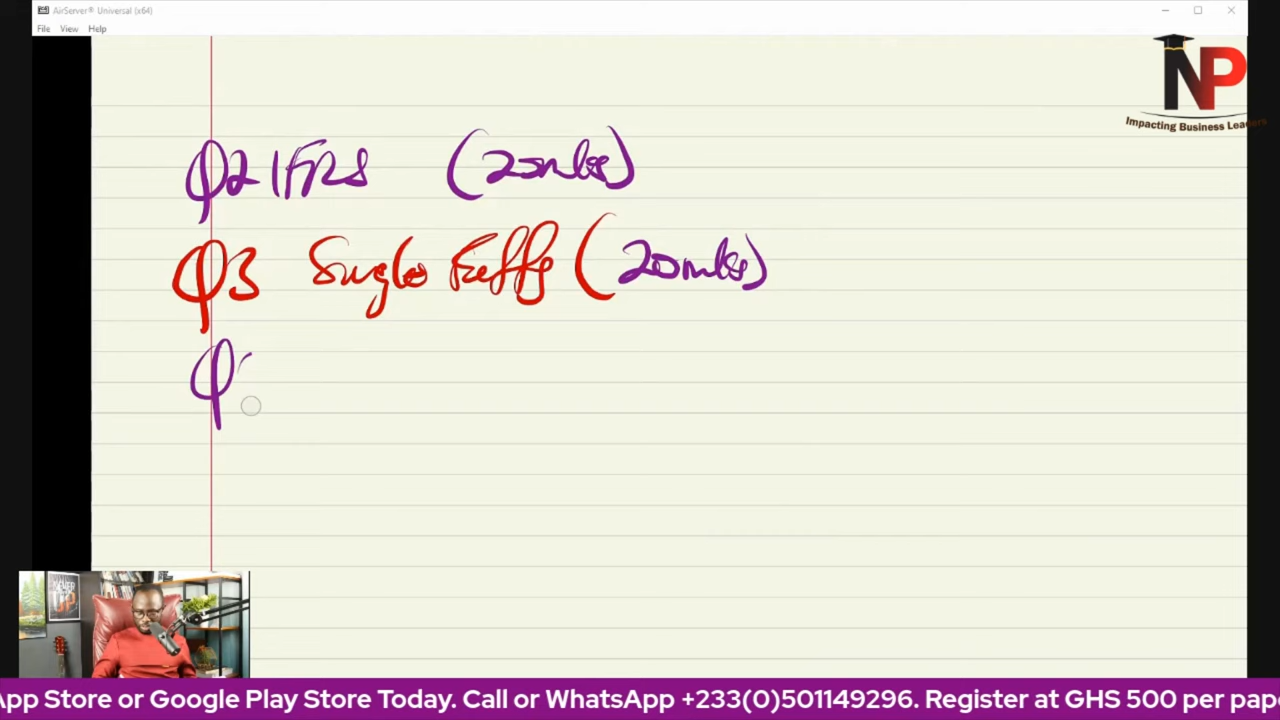 AirServer® Universal (x64)
File View Help
NP
Impacting Business Leaders
Q2 IFRS (20mks)
Q3 Single (20mks)
Q
App Store or Google Play Store Today. Call or WhatsApp +233(0)501149296. Register at GHS 500 per pape